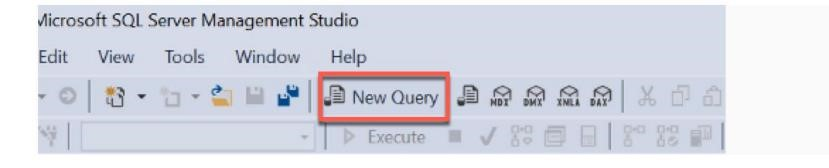 Microsoft SQL Server Management Studio
Edit View Tools Window Help
New Query MDX DMX XMLA DAX
Execute